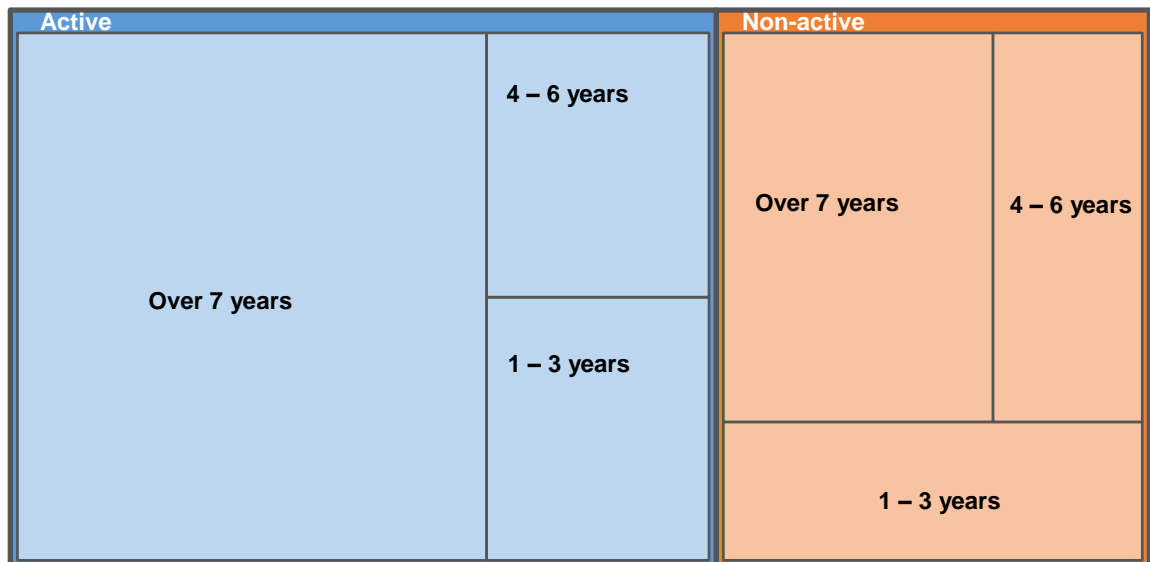 Active
Over 7 years
4 – 6 years
1 – 3 years
Non-active
Over 7 years
4 – 6 years
1 – 3 years